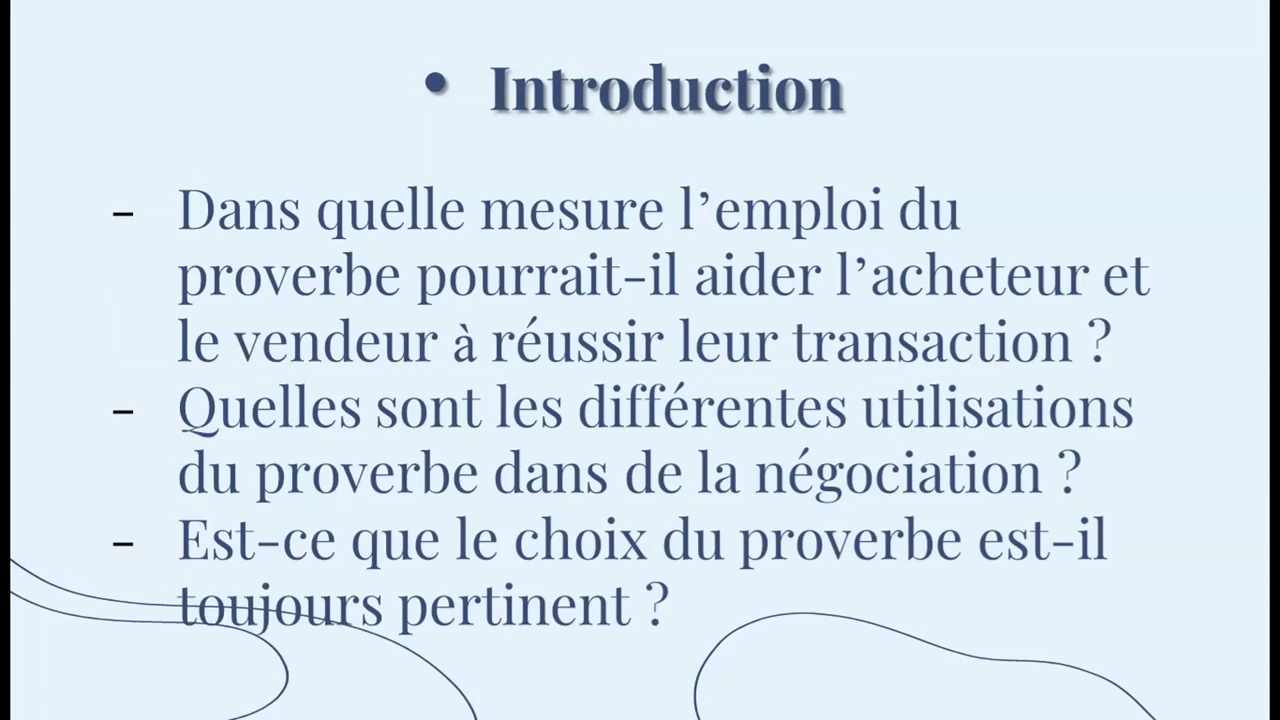 • Introduction
- Dans quelle mesure l’emploi du
proverbe pourrait-il aider l’acheteur et
le vendeur à réussir leur transaction ?
- Quelles sont les différentes utilisations
du proverbe dans de la négociation ?
- Est-ce que le choix du proverbe est-il
toujours pertinent ?